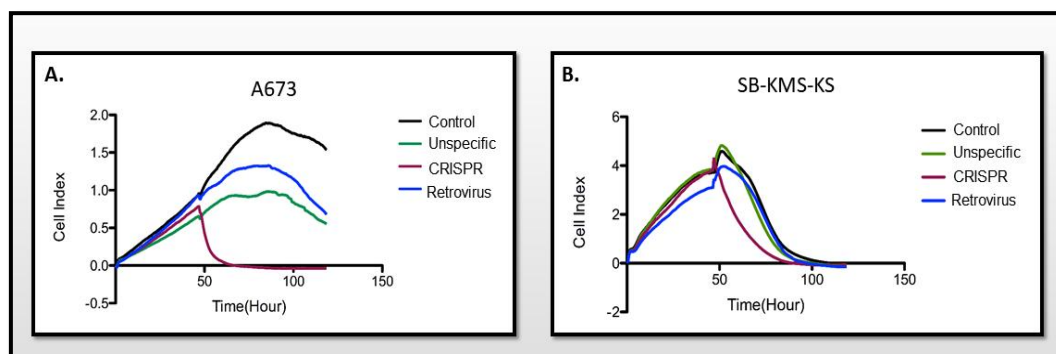 A.
A673
2.0
1.5
1.0
0.5
0.0
-0.5
50
100
150
Cell Index
Time(Hour)
Control
Unspecific
CRISPR
Retrovirus
B.
SB-KMS-KS
6
4
2
0
-2
50
100
150
Cell Index
Time(Hour)
Control
Unspecific
CRISPR
Retrovirus